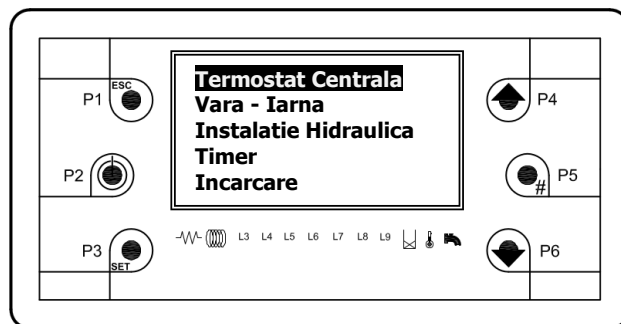 ESC
P1
P2
P3
SET
Termostat Centrala
Vara - Iarna
Instalatie Hidraulica
Timer
Incarcare
L3 L4 L5 L6 L7 L8 L9
P4
P5
#
P6